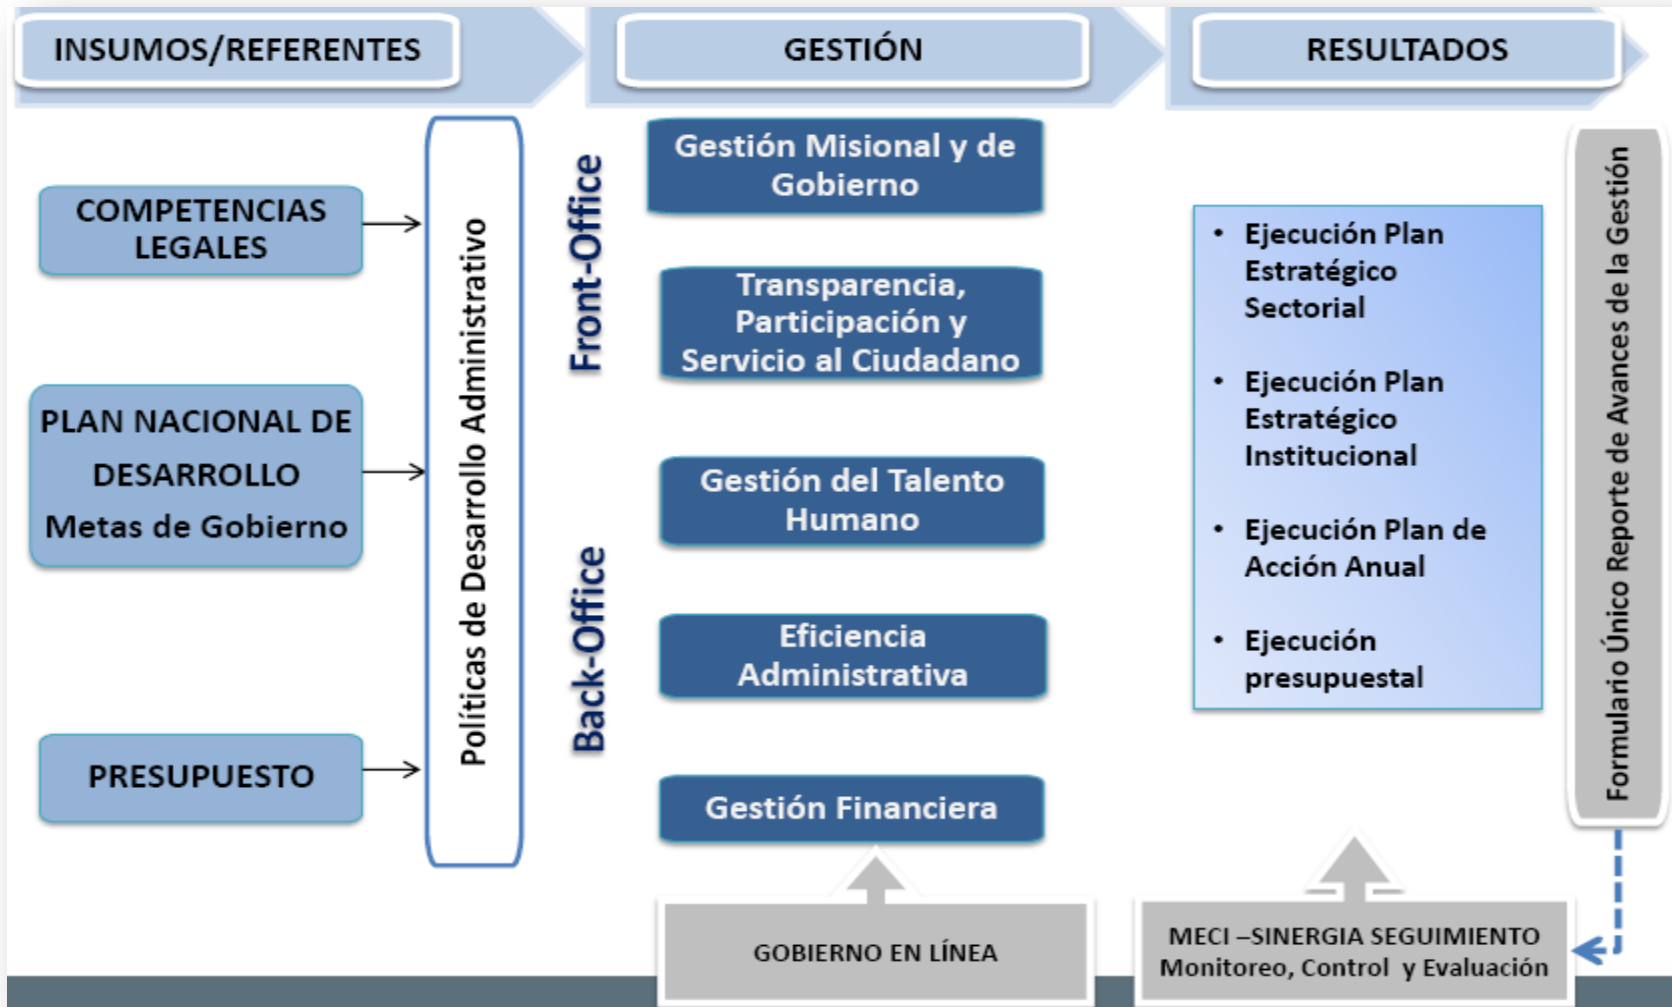 INSUMOS/REFERENTES
GESTIÓN
RESULTADOS
COMPETENCIAS
LEGALES
PLAN NACIONAL DE
DESARROLLO
Metas de Gobierno
PRESUPUESTO
Políticas de Desarrollo Administrativo
Front-Office
Back-Office
Gestión Misional y de
Gobierno
Transparencia,
Participación y
Servicio al Ciudadano
Gestión del Talento
Humano
Eficiencia
Administrativa
Gestión Financiera
GOBIERNO EN LÍNEA
• Ejecución Plan
Estratégico
Sectorial
• Ejecución Plan
Estratégico
Institucional
• Ejecución Plan de
Acción Anual
• Ejecución
presupuestal
MECI –SINERGIA SEGUIMIENTO
Monitoreo, Control y Evaluación
Formulario Único Reporte de Avances de la Gestión